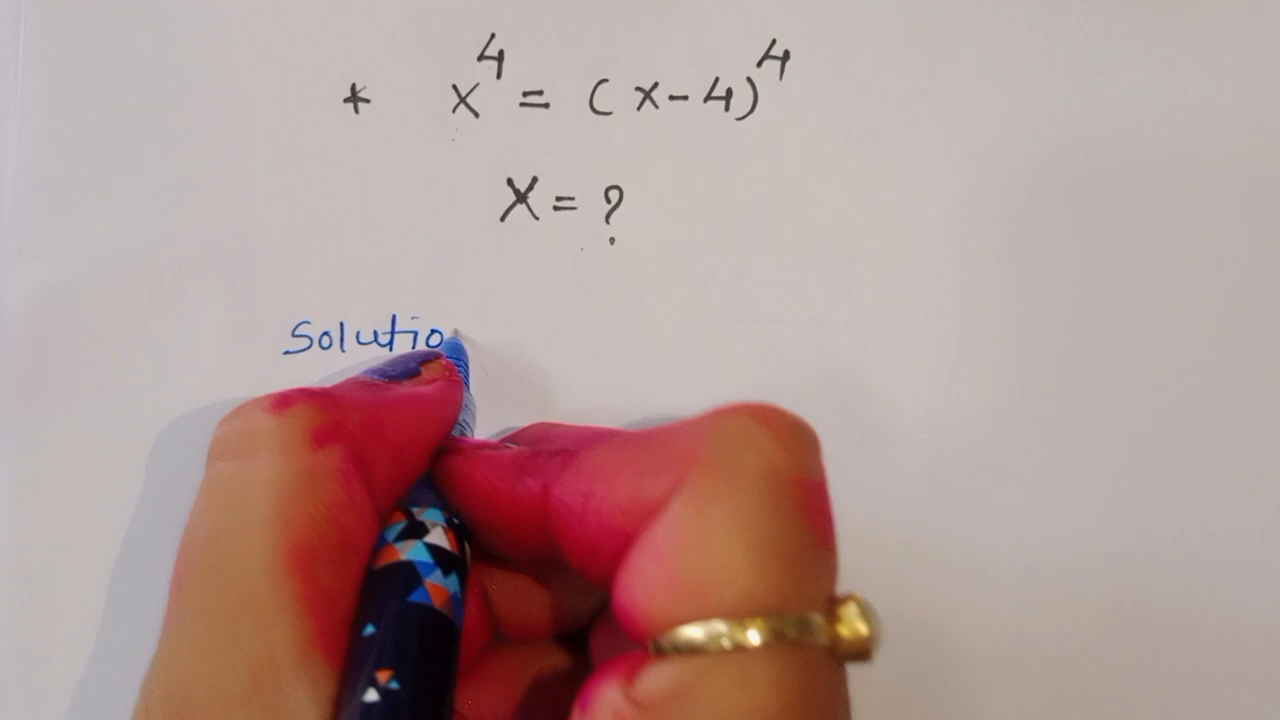 * x⁴ = (x-4)⁴
X = ?
Solutio